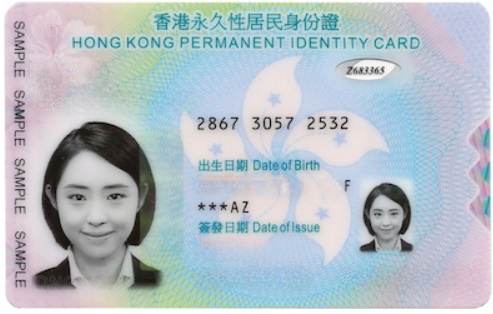 香港永久性居民身份證
HONG KONG PERMANENT IDENTITY CARD
Z683365
2867 3057 2532
出生日期 Date of Birth
F
***AZ
簽發日期 Date of Issue
SAMPLE SAMPLE SAMPLE SAMPLE